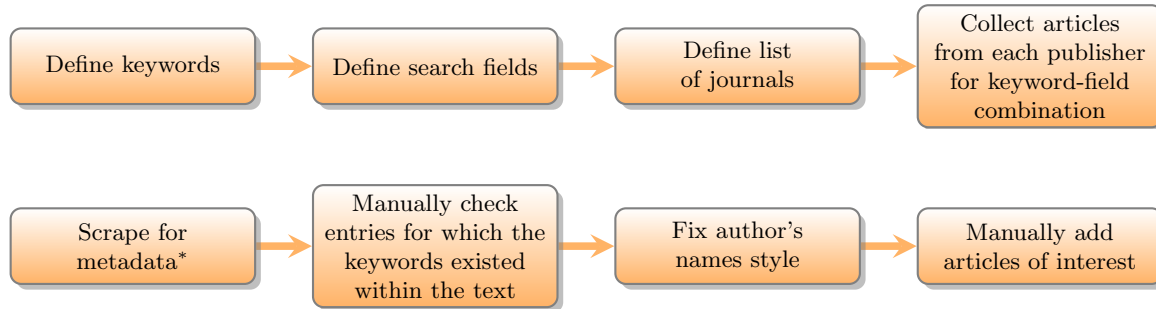 Define keywords
Define search fields
Define list
of journals
Collect articles
from each publisher
for keyword-field
combination
Scrape for
metadata*
Manually check
entries for which the
keywords existed
within the text
Fix author's
names style
Manually add
articles of interest